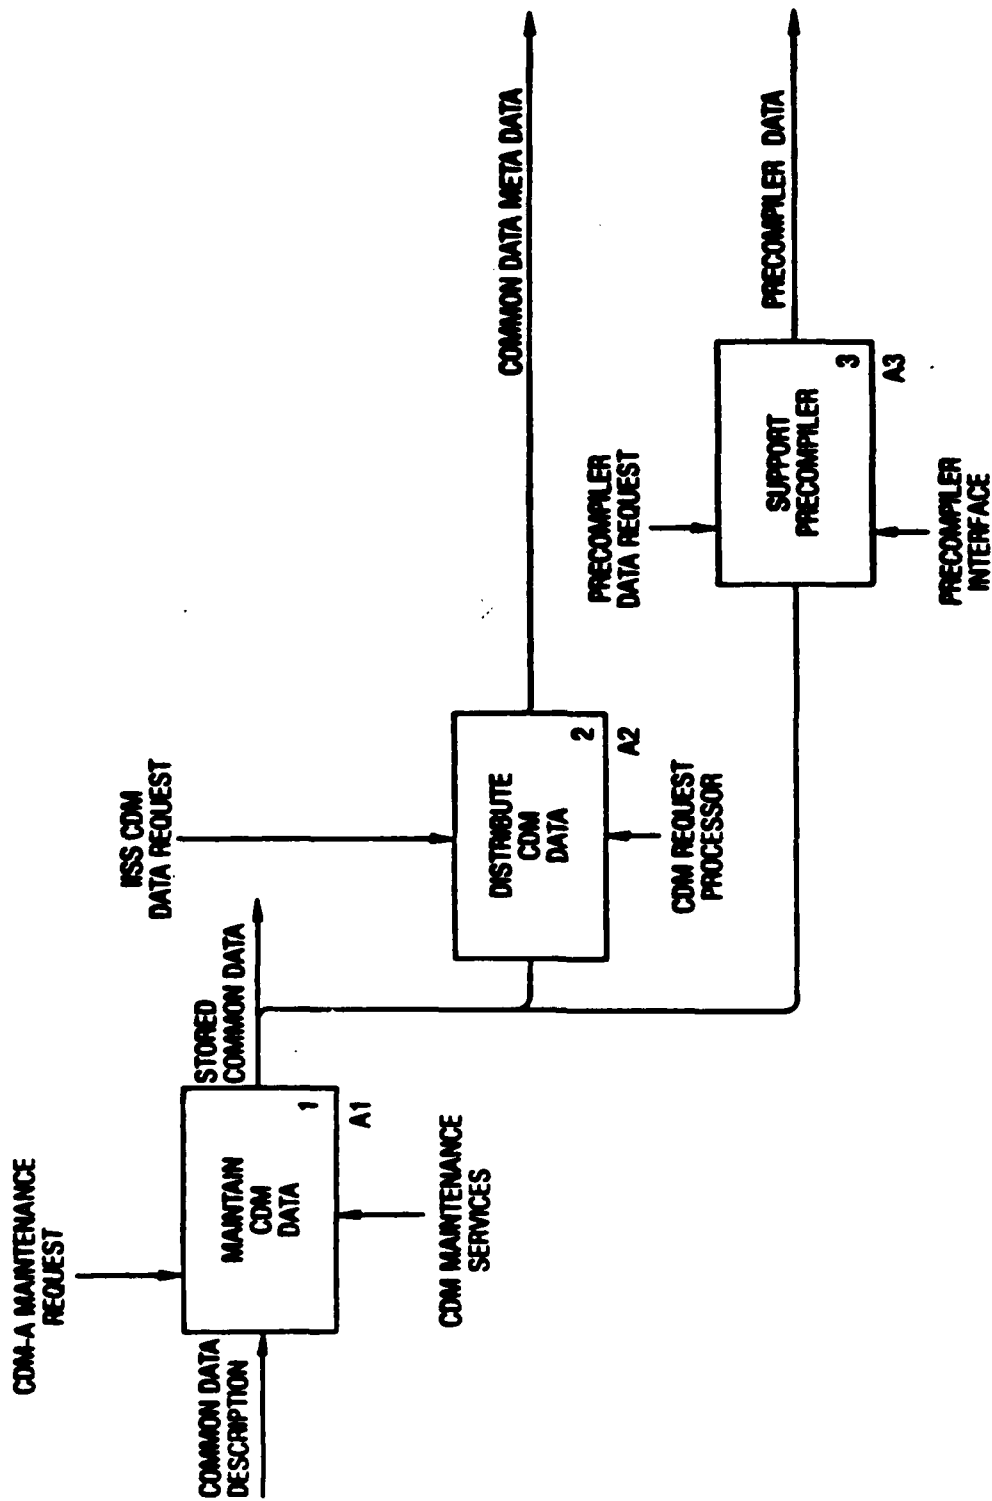 CDM-A MAINTENANCE
REQUEST
COMMON DATA
DESCRIPTION
MAINTAIN
CDM
DATA
1
A1
CDM MAINTENANCE
SERVICES
STORED
COMMON DATA
IISS CDM
DATA REQUEST
DISTRIBUTE
CDM
DATA
2
A2
CDM REQUEST
PROCESSOR
COMMON DATA META DATA
PRECOMPILER
DATA REQUEST
SUPPORT
PRECOMPILER
3
A3
PRECOMPILER
INTERFACE
PRECOMPILER DATA